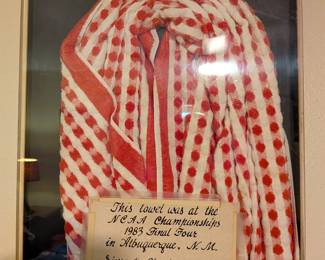 This towel was at the
NCAA Championships
1983 Final Four
in Albuquerque, N.M.